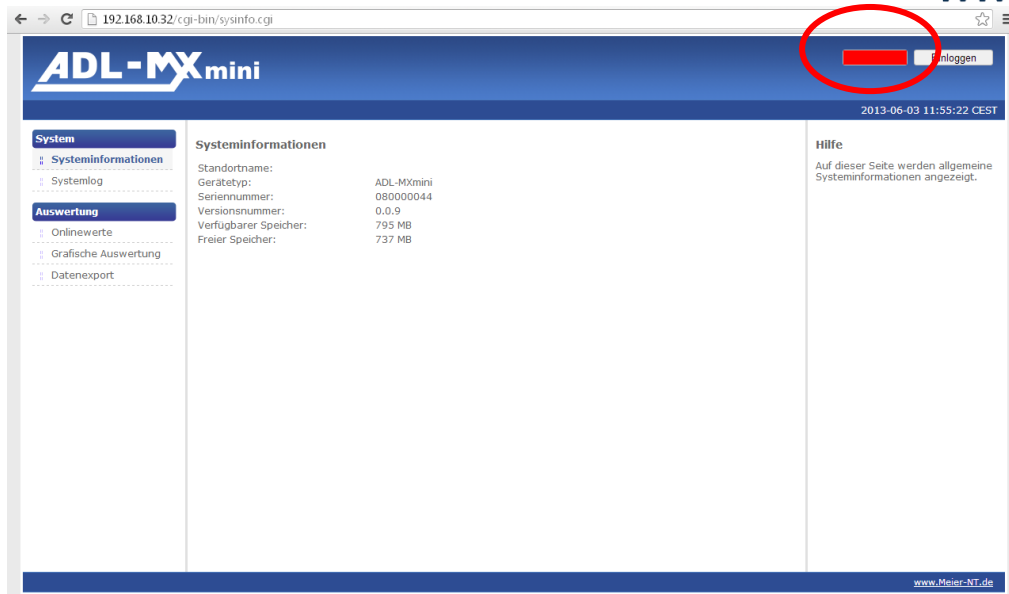 192.168.10.32/cgi-bin/sysinfo.cgi
ADL-MXmini
Einloggen
2013-06-03 11:55:22 CEST
System
Systeminformationen
Systemlog
Auswertung
Onlinewerte
Grafische Auswertung
Datenexport
Systeminformationen
Standortname:
Gerätetyp: ADL-MXmini
Seriennummer: 080000044
Versionsnummer: 0.0.9
Verfügbarer Speicher: 795 MB
Freier Speicher: 737 MB
Hilfe
Auf dieser Seite werden allgemeine
Systeminformationen angezeigt.
www.Meier-NT.de